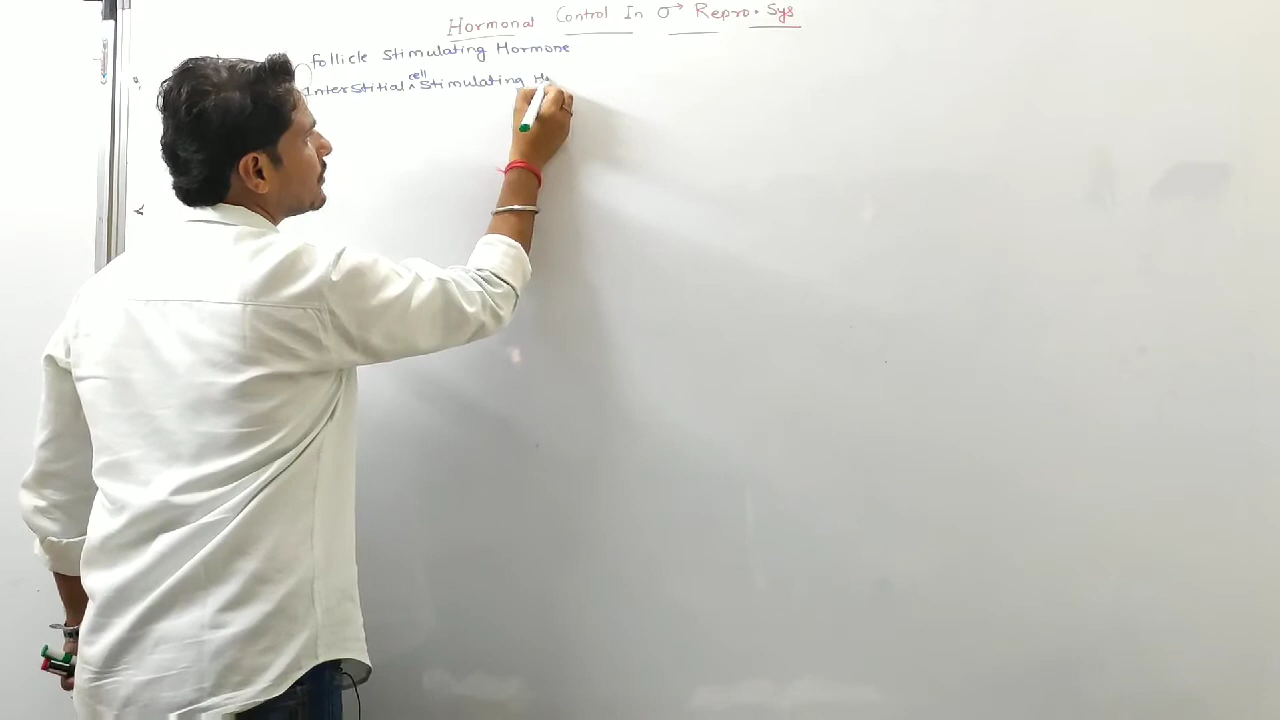 Hormonal Control In ♂ Repro. Sys
Follicle Stimulating Hormone
Interstitial cell Stimulating